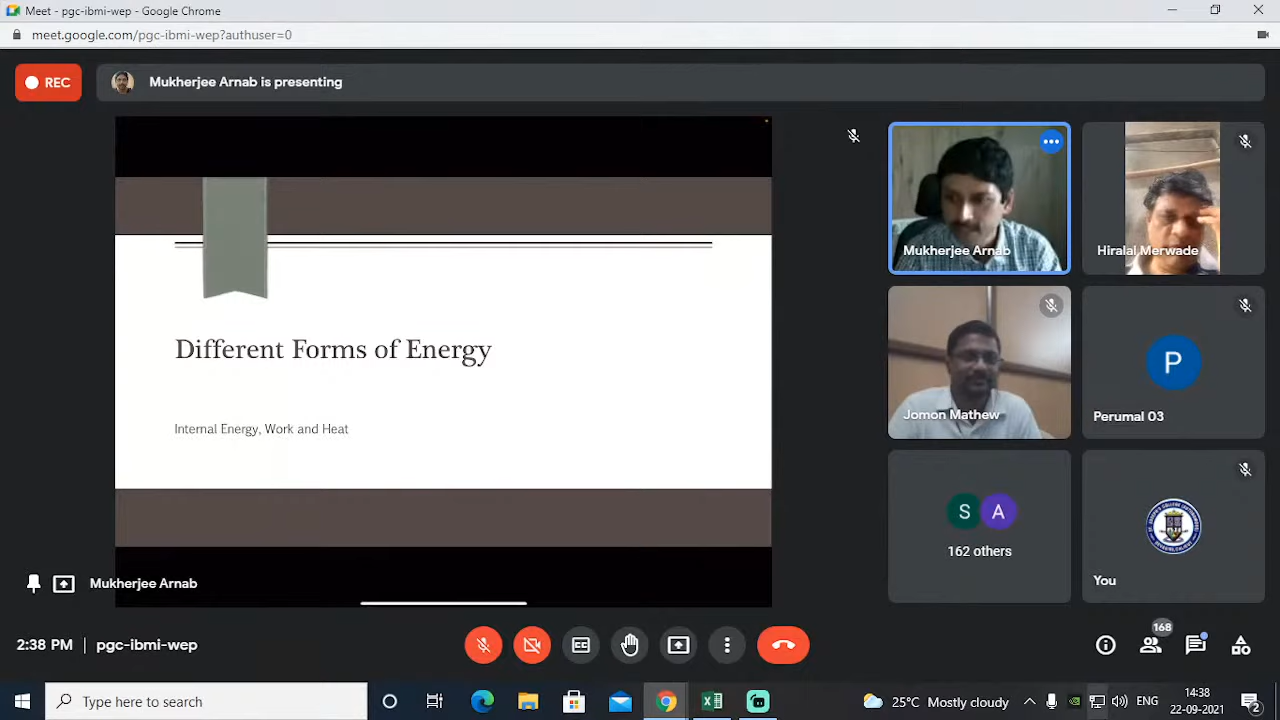 Meet - pgc-ibmi-wep - Google Chrome
meet.google.com/pgc-ibmi-wep?authuser=0
REC
Mukherjee Arnab is presenting
Different Forms of Energy
Internal Energy, Work and Heat
Mukherjee Arnab
Mukherjee Arnab
Hiralal Merwade
Jomon Mathew
P
Perumal 03
S A
162 others
You
2:38 PM | pgc-ibmi-wep
CC
168
Type here to search
25°C Mostly cloudy
ENG
14:38
22-09-2021
2